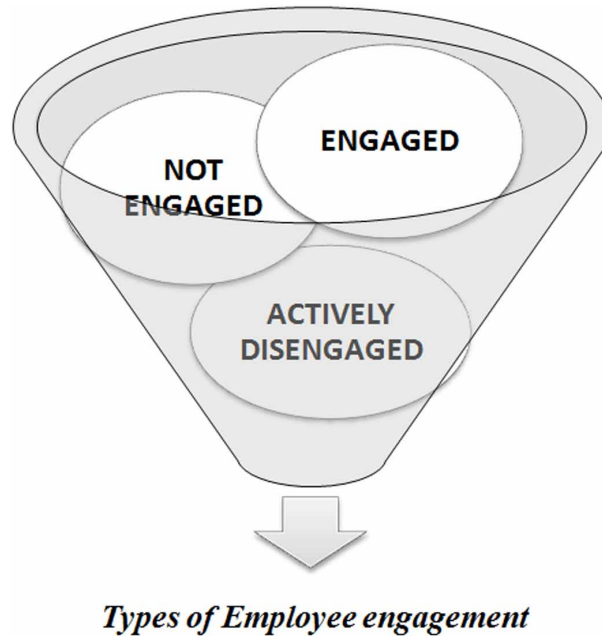 ENGAGED
NOT
ENGAGED
ACTIVELY
DISENGAGED
Types of Employee engagement